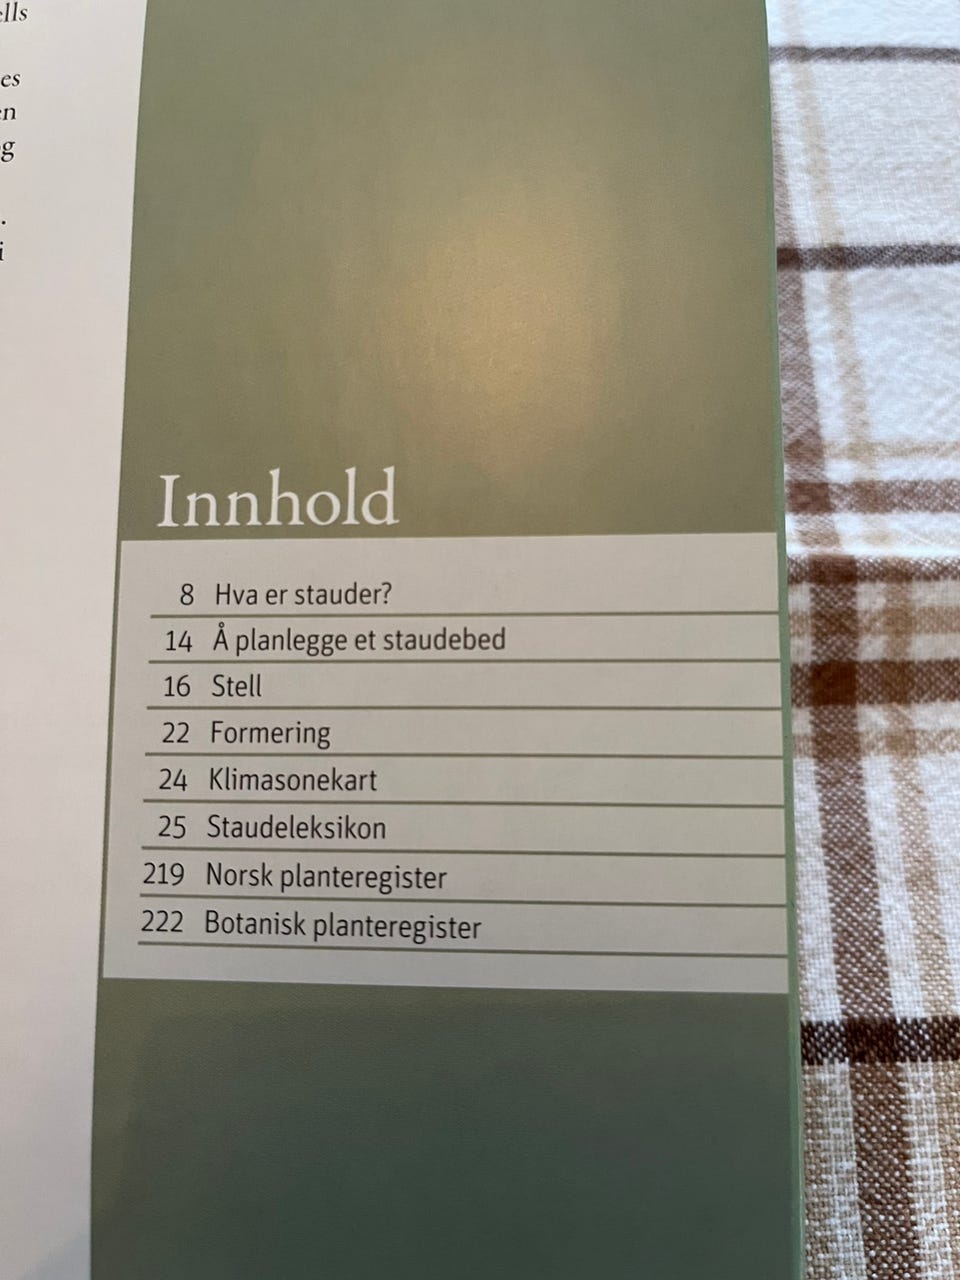 es
g
.
i
Innhold
8 Hva er stauder?
14 Å planlegge et staudebed
16 Stell
22 Formering
24 Klimasonekart
25 Staudeleksikon
219 Norsk planteregister
222 Botanisk planteregister